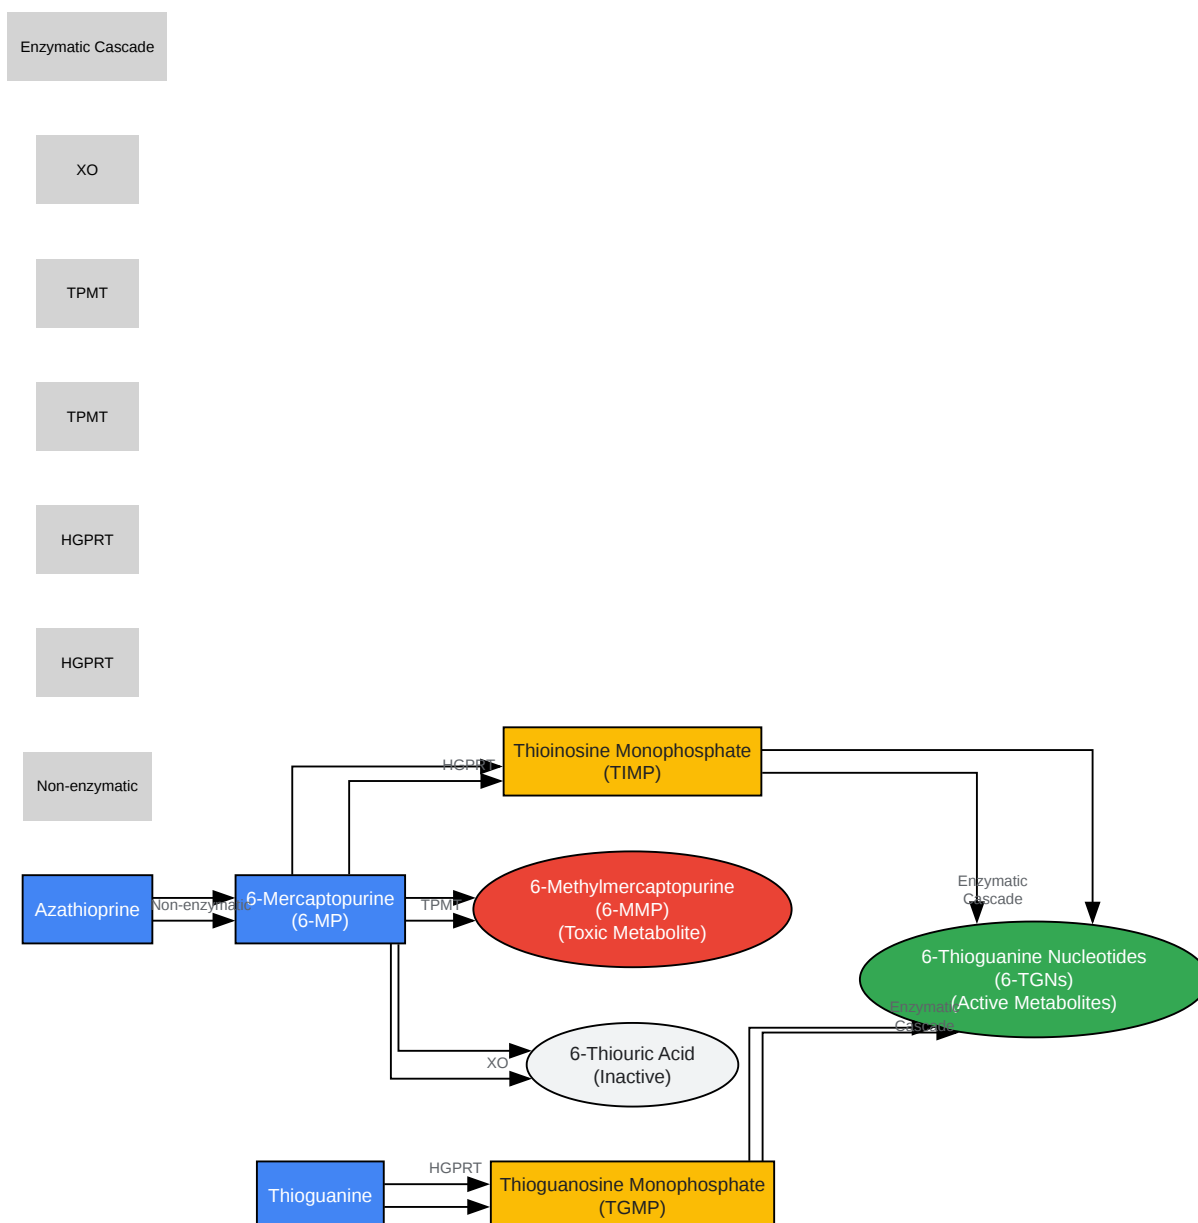 Enzymatic Cascade
XO
TPMT
TPMT
HGPRT
HGPRT
Non-enzymatic
Thioinosine Monophosphate
(TIMP)
HGPRT
Azathioprine
Non-enzymatic
6-Mercaptopurine
(6-MP)
TPMT
6-Methylmercaptopurine
(6-MMP)
(Toxic Metabolite)
Enzymatic
Cascade
6-Thioguanine Nucleotides
(6-TGNs)
(Active Metabolites)
Enzymatic
Cascade
XO
6-Thiouric Acid
(Inactive)
Thioguanine
HGPRT
Thioguanosine Monophosphate
(TGMP)